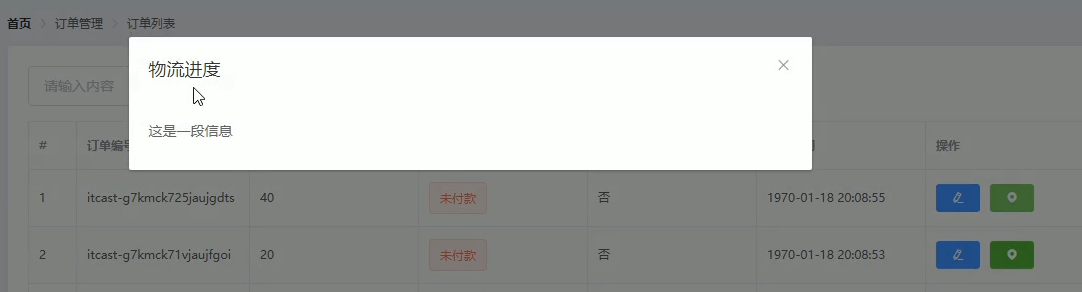 首页 > 订单管理 > 订单列表
物流进度
请输入内容
这是一段信息
# 订单编号 操作
1 itcast-g7kmck725jaujgdts 40 未付款 否 1970-01-18 20:08:55
2 itcast-g7kmck71vjaujfgoi 20 未付款 否 1970-01-18 20:08:53